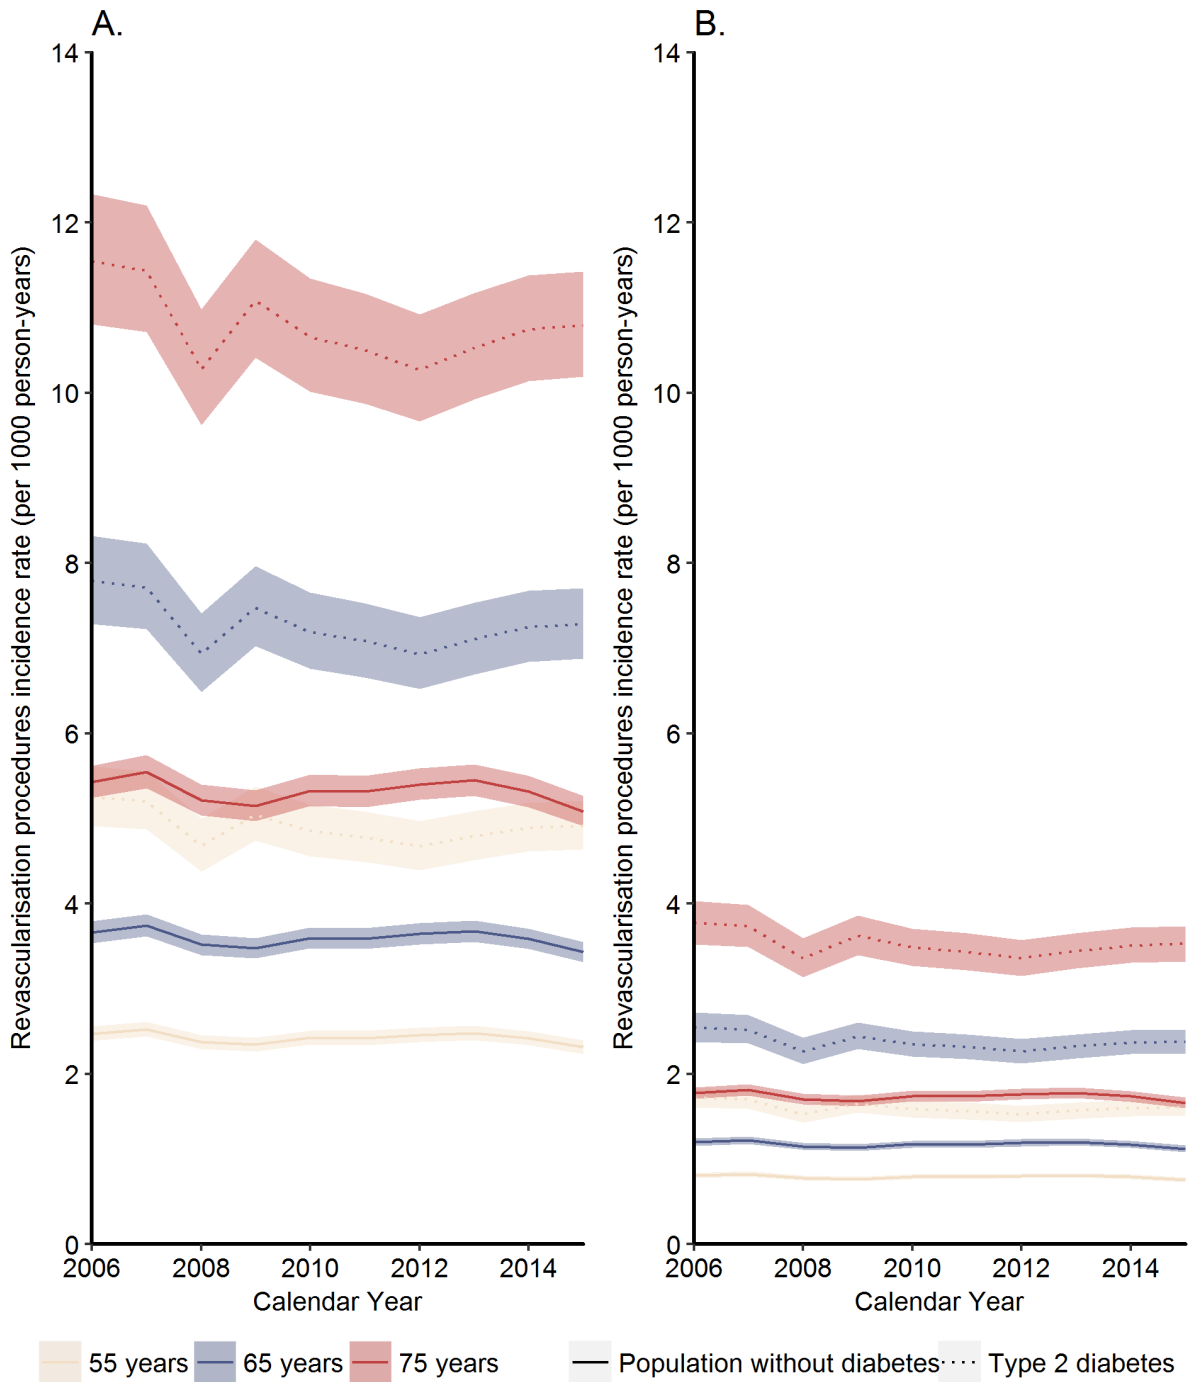 A.
B.
14
12
10
8
6
4
2
0
Revascularisation procedures incidence rate (per 1000 person-years)
2006 2008 2010 2012 2014
Calendar Year
14
12
10
8
6
4
2
0
Revascularisation procedures incidence rate (per 1000 person-years)
2006 2008 2010 2012 2014
Calendar Year
55 years 65 years 75 years Population without diabetes Type 2 diabetes